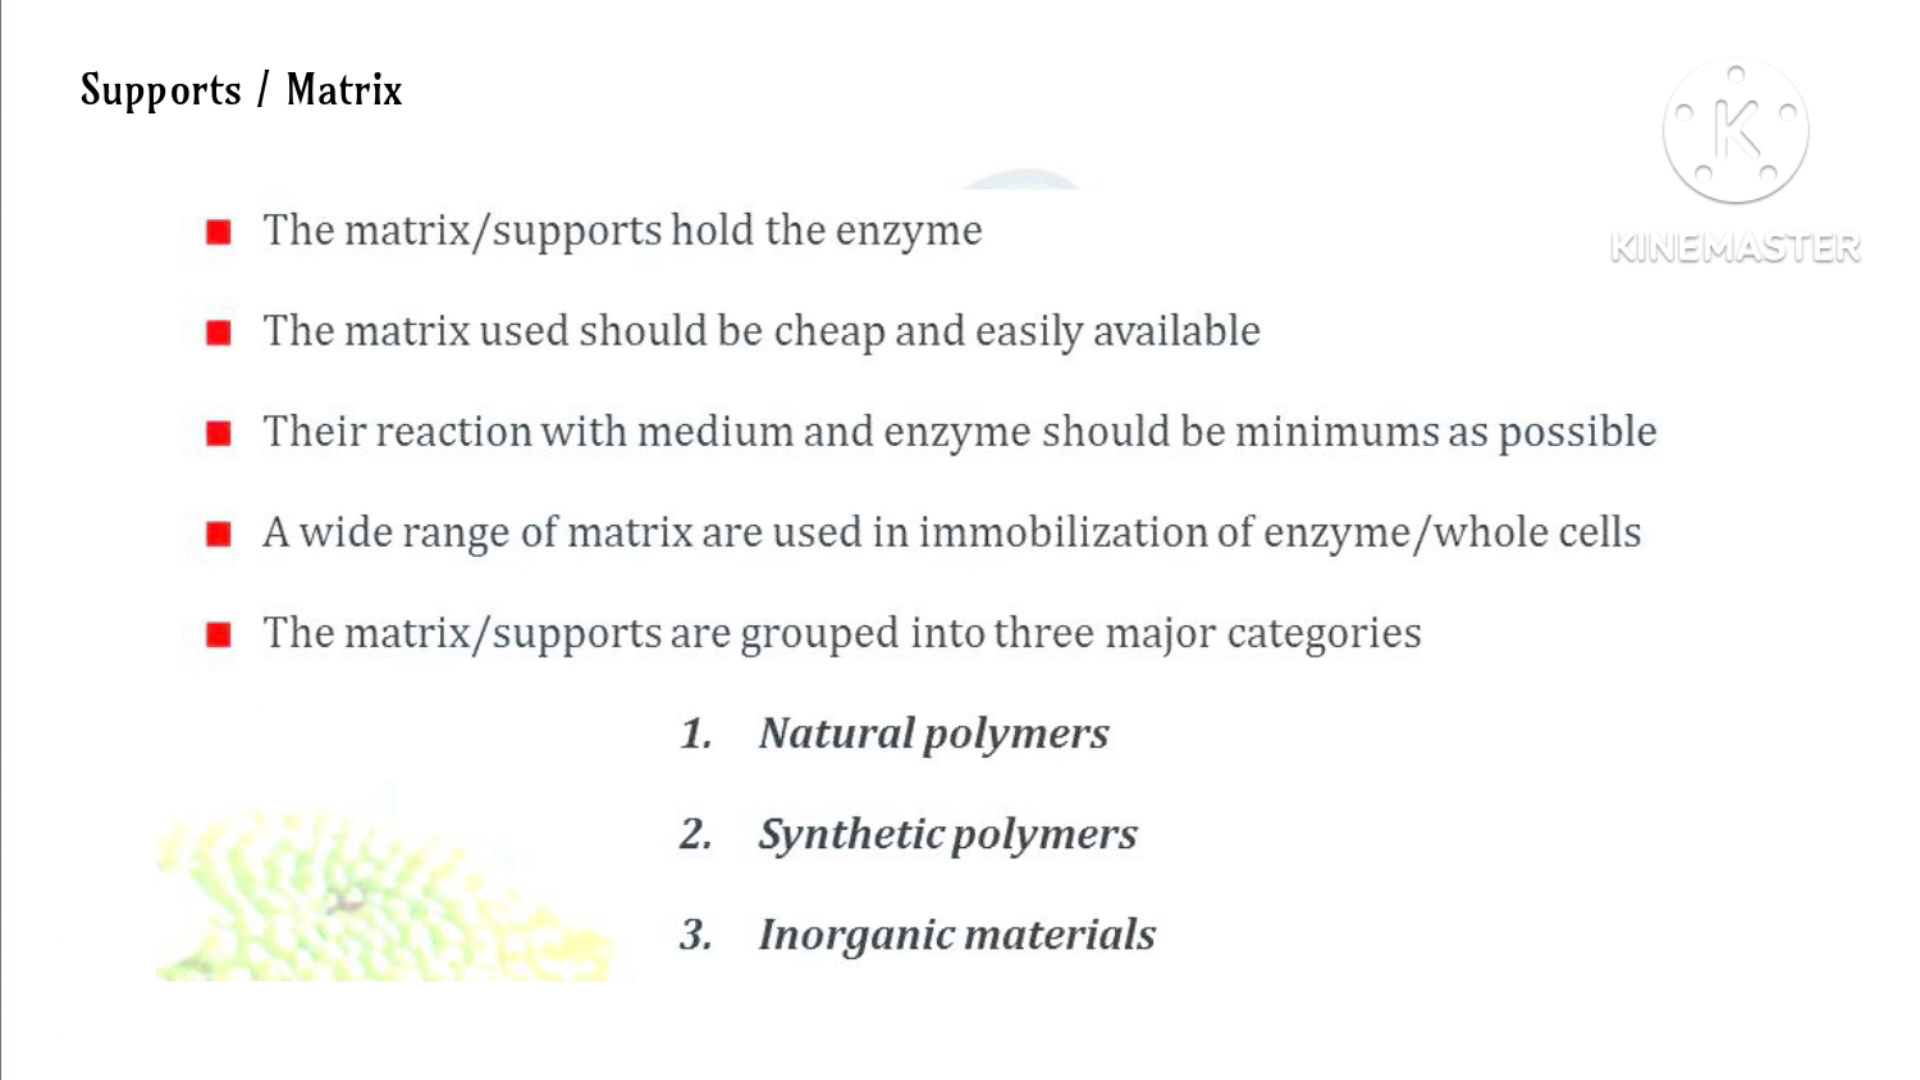 Supports / Matrix
K
KINEMASTER
The matrix/supports hold the enzyme
The matrix used should be cheap and easily available
Their reaction with medium and enzyme should be minimums as possible
A wide range of matrix are used in immobilization of enzyme/whole cells
The matrix/supports are grouped into three major categories
1. Natural polymers
2. Synthetic polymers
3. Inorganic materials